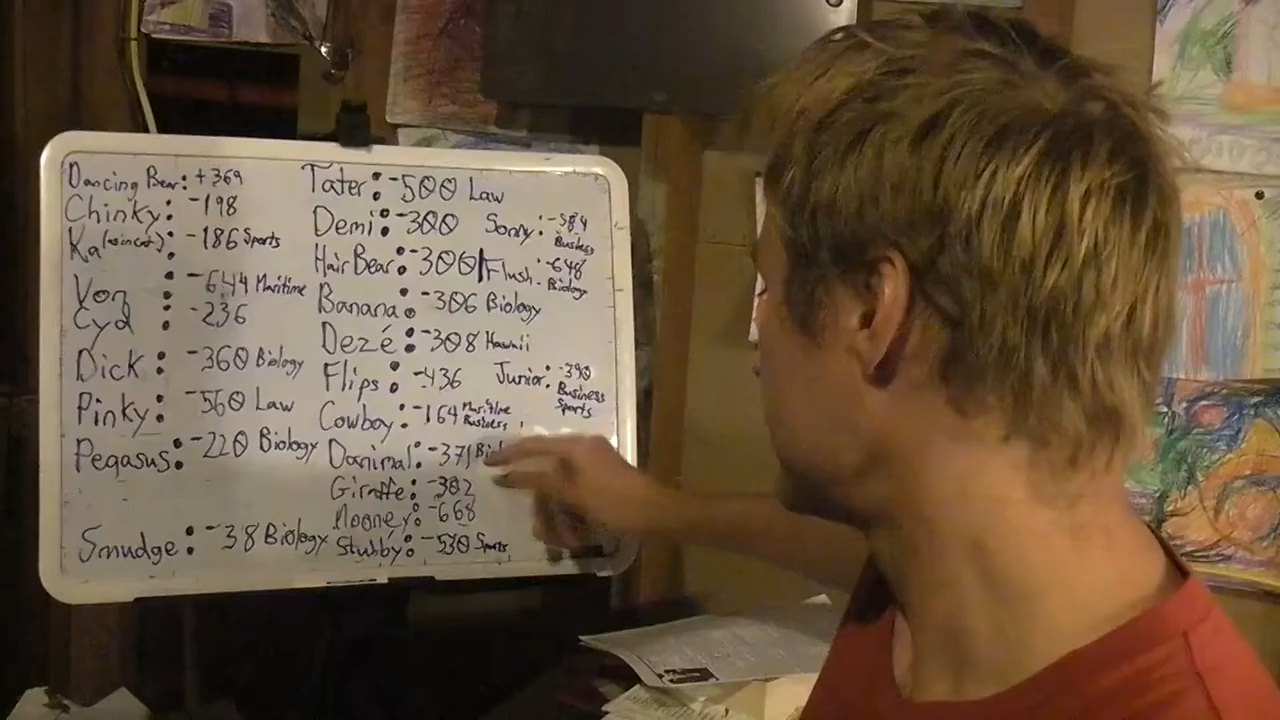 Dancing Bear: +369
Chinky: -198
Ka(sincat): -186 Sports
Von : -644 Maritime
Cyd : -236
Dick : -360 Biology
Pinky: -560 Law
Pegasus: -220 Biology
Smudge: -38 Biology
Tater: -500 Law
Demi: -300
Hair Bear: -300
Banana: -306 Biology
Dezé: -308 Hawaii
Flips: -436
Cowboy: -164 Maritime
Business
Danimal: -371
Giraffe: -302
Mooney: -668
Stubby: -530 Sports
Sonny: -584
Business
Flush: -648
Biology
Junior: -390
Business
Sports